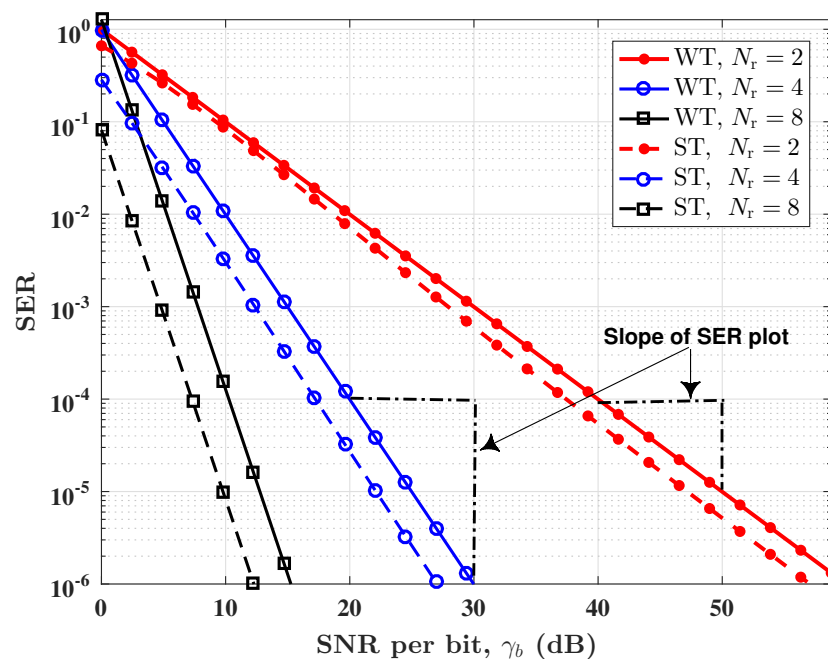 10^0
10^-1
10^-2
10^-3
10^-4
10^-5
10^-6
SER
WT, N_r = 2
WT, N_r = 4
WT, N_r = 8
ST, N_r = 2
ST, N_r = 4
ST, N_r = 8
Slope of SER plot
0 10 20 30 40 50
SNR per bit, γ_b (dB)